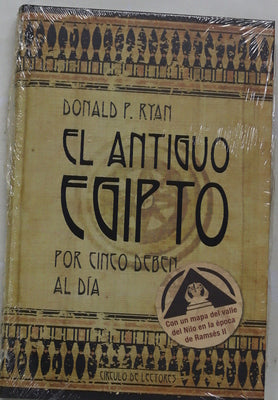 DONALD P. RYAN
EL ANTIGUO
EGIPTO
POR CINCO DEBEN
AL DÍA
Con un mapa del valle
del Nilo en la época
de Ramsés II
CÍRCULO DE LECTORES